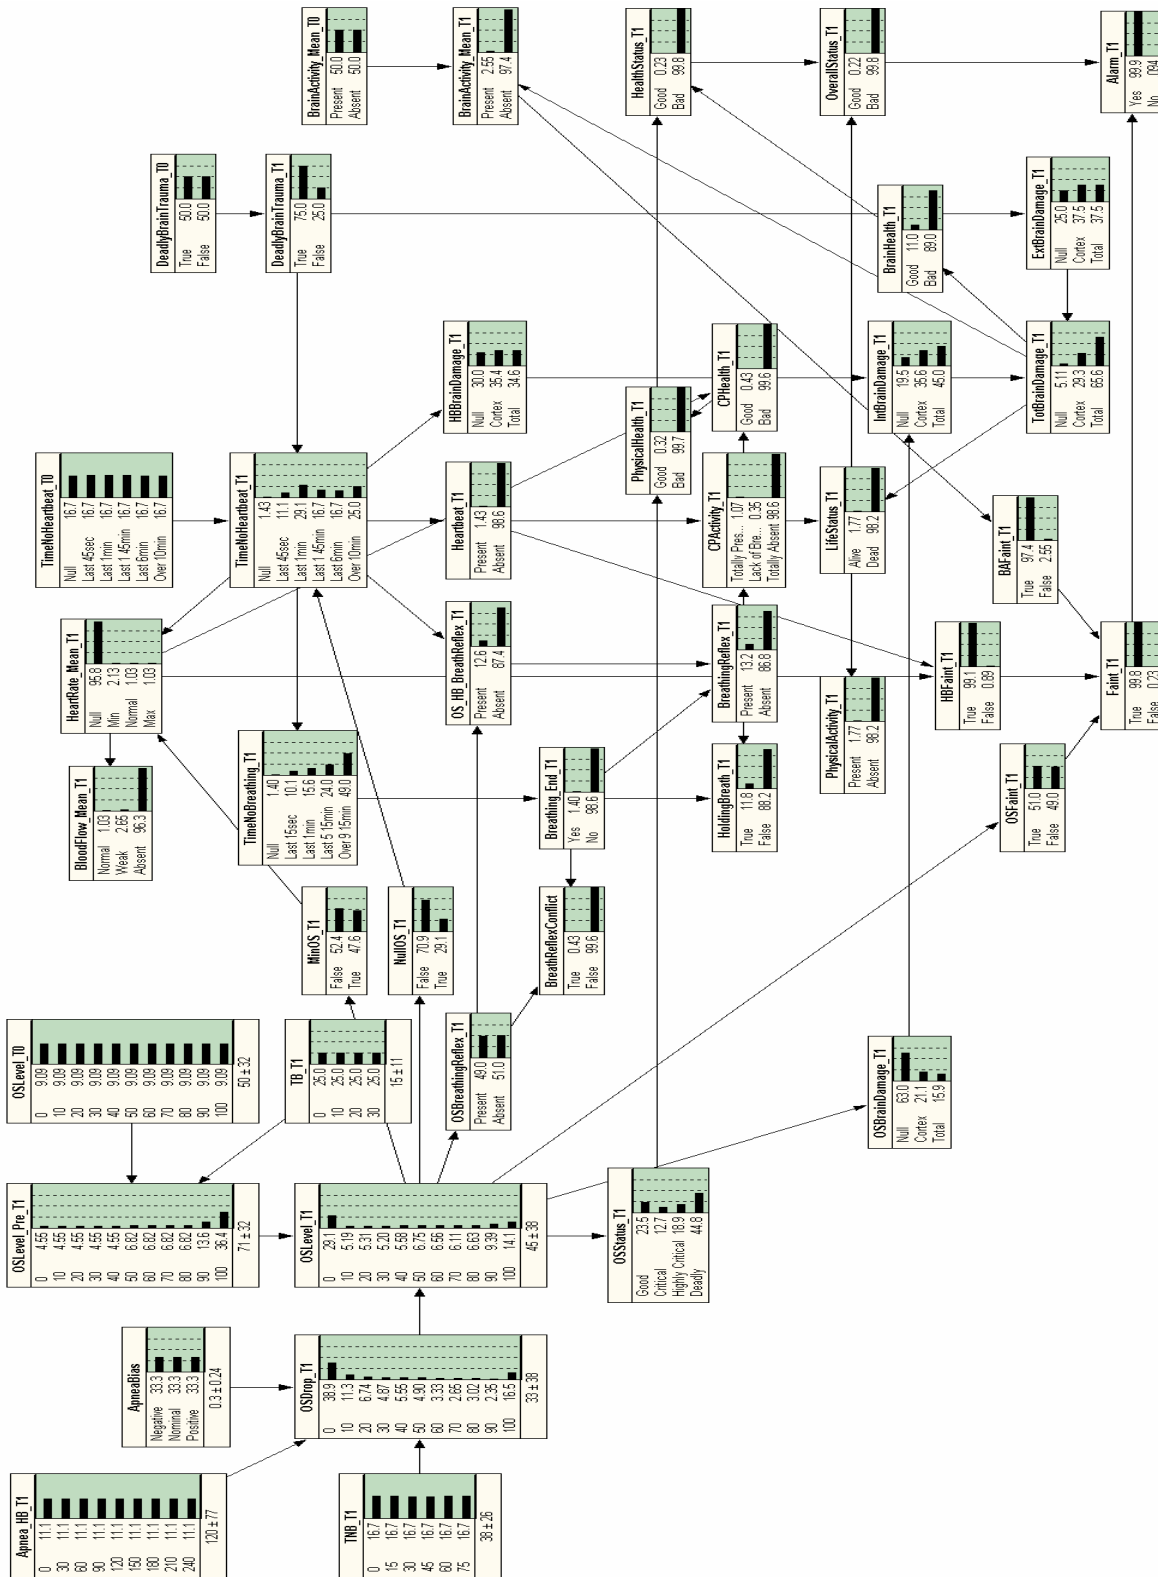 BrainActivity_Mean_T0
Present 50.0
Absent 50.0
BrainActivity_Mean_T1
Present 2.55
Absent 97.4
HealthStatus_T1
Good 0.23
Bad 99.8
OverallStatus_T1
Good 0.22
Bad 99.8
Alarm_T1
Yes 99.9
No .094
DeadlyBrainTrauma_T0
True 50.0
False 50.0
DeadlyBrainTrauma_T1
True 75.0
False 25.0
BrainHealth_T1
Good 11.0
Bad 89.0
ExtBrainDamage_T1
Null 25.0
Cortex 37.5
Total 37.5
HBBrainDamage_T1
Null 30.0
Cortex 35.4
Total 34.6
CPHealth_T1
Good 0.43
Bad 99.6
IntBrainDamage_T1
Null 19.5
Cortex 35.6
Total 45.0
TotBrainDamage_T1
Null 5.11
Cortex 29.3
Total 65.6
PhysicalHealth_T1
Good 0.32
Bad 99.7
TimeNoHeartbeat_T0
Null 16.7
Last 45sec 16.7
Last 1min 16.7
Last 1 45min 16.7
Last 6min 16.7
Over 10min 16.7
TimeNoHeartbeat_T1
Null 1.43
Last 45sec 11.1
Last 1min 29.1
Last 1 45min 16.7
Last 6min 16.7
Over 10min 25.0
Heartbeat_T1
Present 1.43
Absent 98.6
CPActivity_T1
Totally Pres... 1.07
Lack of Bre... 0.35
Totally Absent 98.6
LifeStatus_T1
Alive 1.77
Dead 98.2
BAFaint_T1
True 97.4
False 2.55
HeartRate_Mean_T1
Null 95.8
Min 2.13
Normal 1.03
Max 1.03
OS_HB_BreathReflex_T1
Present 12.6
Absent 87.4
BreathingReflex_T1
Present 13.2
Absent 86.8
PhysicalActivity_T1
Present 1.77
Absent 98.2
HBFaint_T1
True 99.1
False 0.89
Faint_T1
True 99.8
False 0.23
BloodFlow_Mean_T1
Normal 1.03
Weak 2.65
Absent 96.3
TimeNoBreathing_T1
Null 1.40
Last 15sec 10.1
Last 1min 15.6
Last 5 15min 24.0
Over 9 15min 49.0
Breathing_End_T1
Yes 1.40
No 98.6
HoldingBreath_T1
True 11.8
False 88.2
OSFaint_T1
True 51.0
False 49.0
MinOS_T1
False 52.4
True 47.6
NullOS_T1
False 70.9
True 29.1
BreathReflexConflict
True 0.43
False 99.6
OSLevel_T0
0 9.09
10 9.09
20 9.09
30 9.09
40 9.09
50 9.09
60 9.09
70 9.09
80 9.09
90 9.09
100 9.09
50 ± 32
TB_T1
0 25.0
10 25.0
20 25.0
30 25.0
15 ± 11
OSBreathingReflex_T1
Present 49.0
Absent 51.0
OSBrainDamage_T1
Null 63.0
Cortex 21.1
Total 15.9
OSLevel_Pre_T1
0 4.55
10 4.55
20 4.55
30 4.55
40 4.55
50 6.82
60 6.82
70 6.82
80 6.82
90 13.6
100 36.4
71 ± 32
OSLevel_T1
0 29.1
10 5.19
20 5.31
30 5.20
40 5.58
50 6.75
60 6.56
70 6.11
80 6.63
90 9.39
100 14.1
45 ± 38
OSStatus_T1
Good 23.5
Critical 12.7
Highly Critical 18.9
Deadly 44.8
ApneaBias
Negative 33.3
Nominal 33.3
Positive 33.3
0.3 ± 0.24
OSDrop_T1
0 38.9
10 11.3
20 6.74
30 4.87
40 5.55
50 4.90
60 3.33
70 2.65
80 3.02
90 2.35
100 16.5
33 ± 38
Apnea_HB_T1
0 11.1
30 11.1
60 11.1
90 11.1
120 11.1
150 11.1
180 11.1
210 11.1
240 11.1
120 ± 77
TNB_T1
0 16.7
15 16.7
30 16.7
45 16.7
60 16.7
75 16.7
38 ± 26